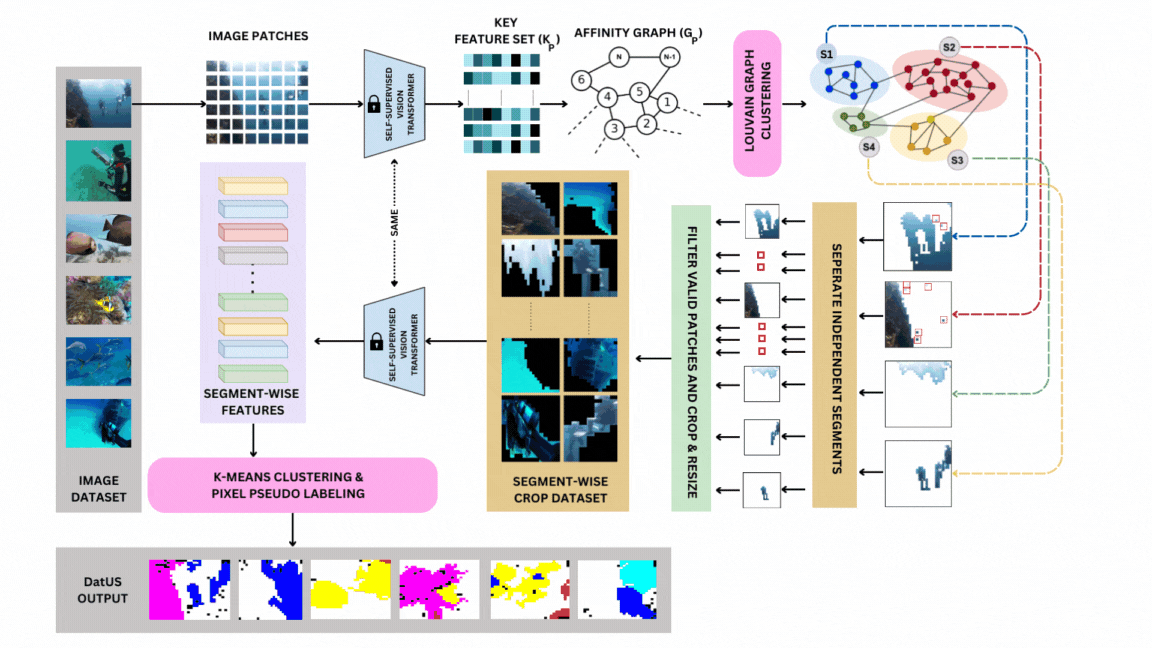 IMAGE PATCHES
KEY
FEATURE SET (Kp)
AFFINITY GRAPH (Gp)
SELF-SUPERVISED
VISION
TRANSFORMER
N
N-1
6
5
4
1
3
2
LOUVAIN GRAPH
CLUSTERING
S1
S2
S4
S3
SAME
SELF-SUPERVISED
VISION
TRANSFORMER
SEGMENT-WISE
FEATURES
SEGMENT-WISE
CROP DATASET
FILTER VALID PATCHES AND CROP & RESIZE
SEPERATE INDEPENDENT SEGMENTS
IMAGE
DATASET
K-MEANS CLUSTERING &
PIXEL PSEUDO LABELING
DatUS
OUTPUT